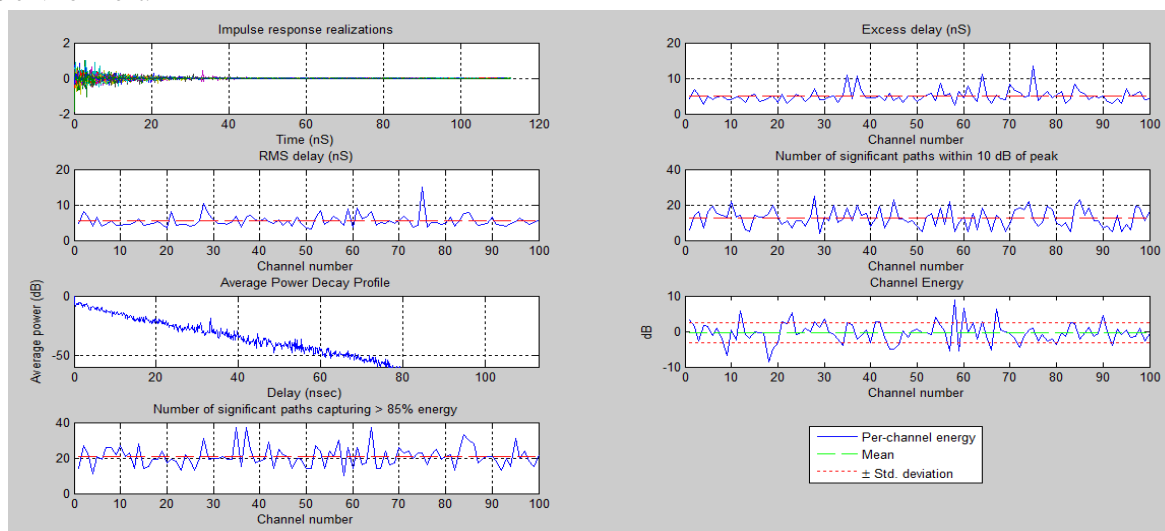 Impulse response realizations
2
0
-2
0 20 40 60 80 100 120
Time (nS)
RMS delay (nS)
20
10
0
0 10 20 30 40 50 60 70 80 90 100
Channel number
Average Power Decay Profile
Average power (dB)
0
-50
0 20 40 60 80 100
Delay (nsec)
Number of significant paths capturing > 85% energy
40
20
0
0 10 20 30 40 50 60 70 80 90 100
Channel number
Excess delay (nS)
20
10
0
0 10 20 30 40 50 60 70 80 90 100
Channel number
Number of significant paths within 10 dB of peak
40
20
0
0 10 20 30 40 50 60 70 80 90 100
Channel number
Channel Energy
dB
10
0
-10
0 10 20 30 40 50 60 70 80 90 100
Channel number
Per-channel energy
Mean
± Std. deviation